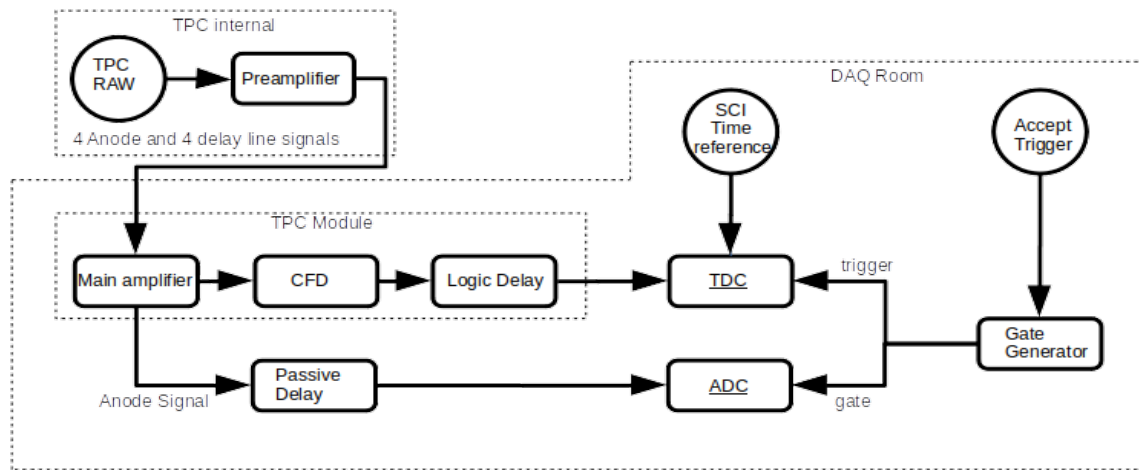 TPC internal
TPC
RAW
Preamplifier
4 Anode and 4 delay line signals
DAQ Room
SCI
Time
reference
Accept
Trigger
TPC Module
Main amplifier
CFD
Logic Delay
TDC
trigger
Gate
Generator
Anode Signal
Passive
Delay
ADC
gate